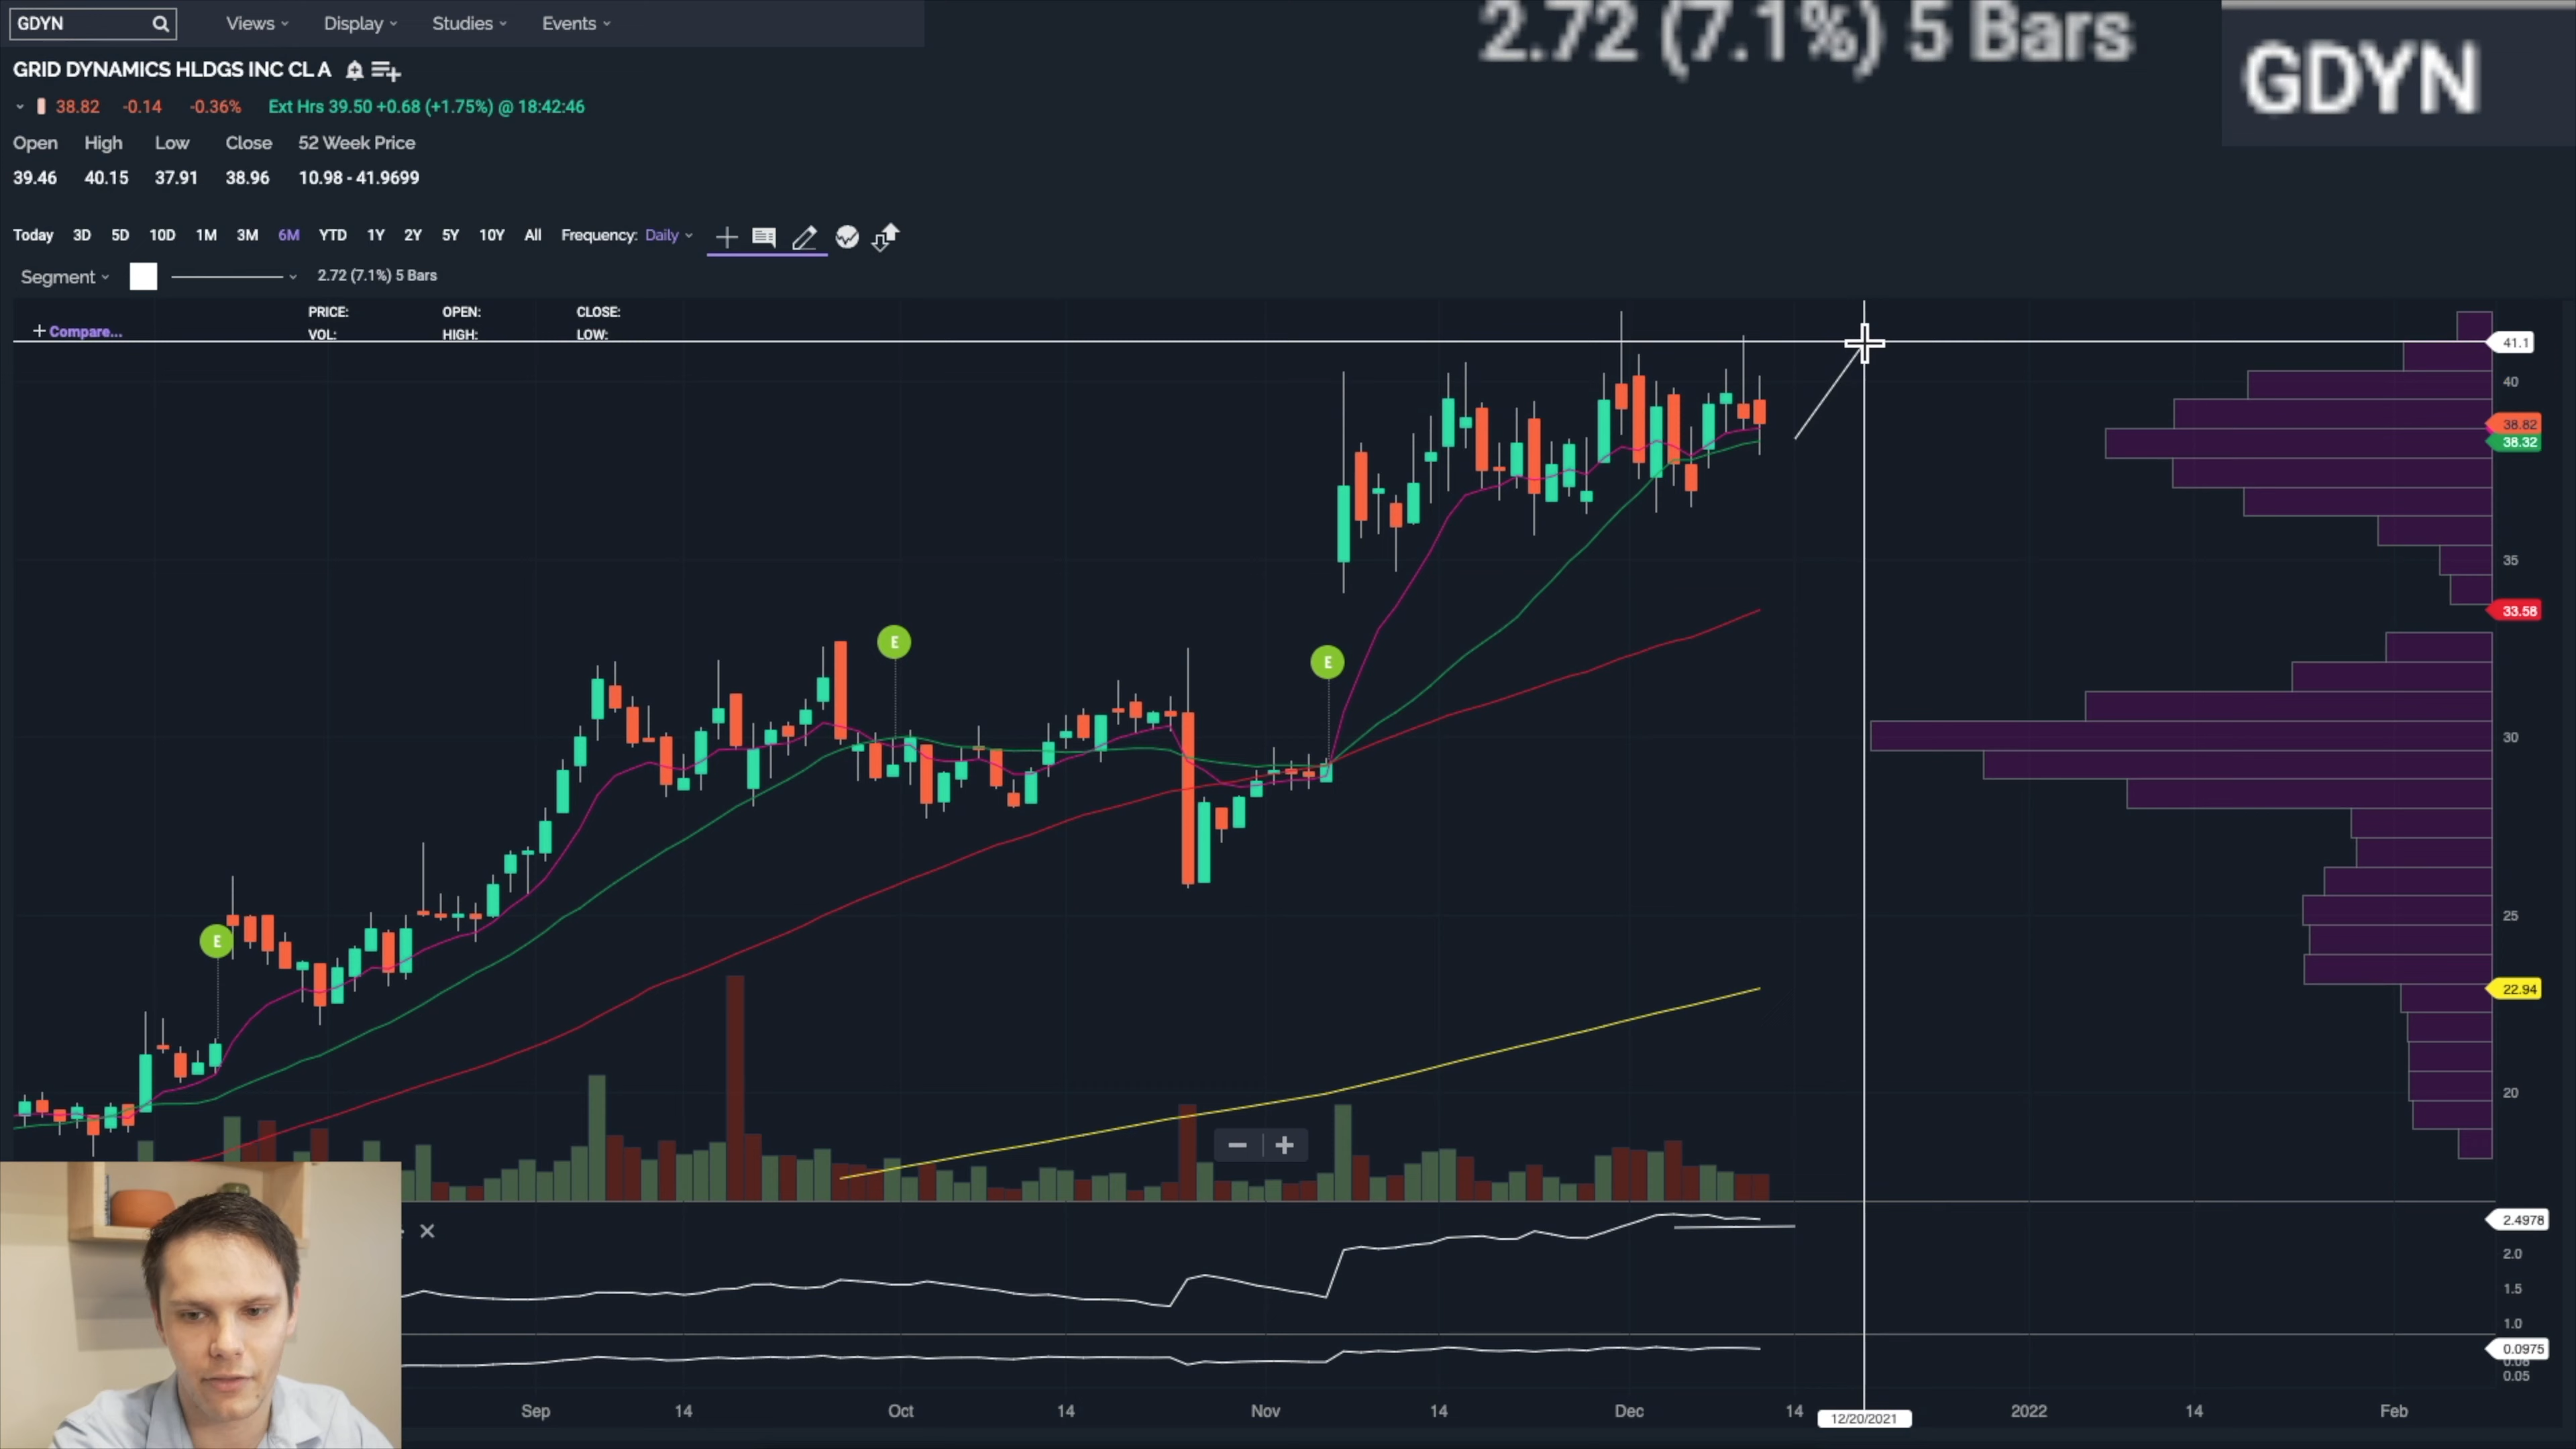 GDYN
Views
Display
Studies
Events
2.72 (7.1%) 5 Bars
GDYN
GRID DYNAMICS HLDGS INC CL A
38.82 -0.14 -0.36% Ext Hrs 39.50 +0.68 (+1.75%) @ 18:42:46
Open High Low Close 52 Week Price
39.46 40.15 37.91 38.96 10.98 - 41.9699
Today 3D 5D 10D 1M 3M 6M YTD 1Y 2Y 5Y 10Y All Frequency: Daily
Segment 2.72 (7.1%) 5 Bars
PRICE: OPEN: CLOSE:
+ Compare...
VOL: HIGH: LOW:
41.1
40
38.82
38.32
35
33.58
E
E
E
30
25
22.94
20
2.4978
2.0
1.5
1.0
0.0975
0.05
Sep 14 Oct 14 Nov 14 Dec 14 12/20/2021 2022 14 Feb